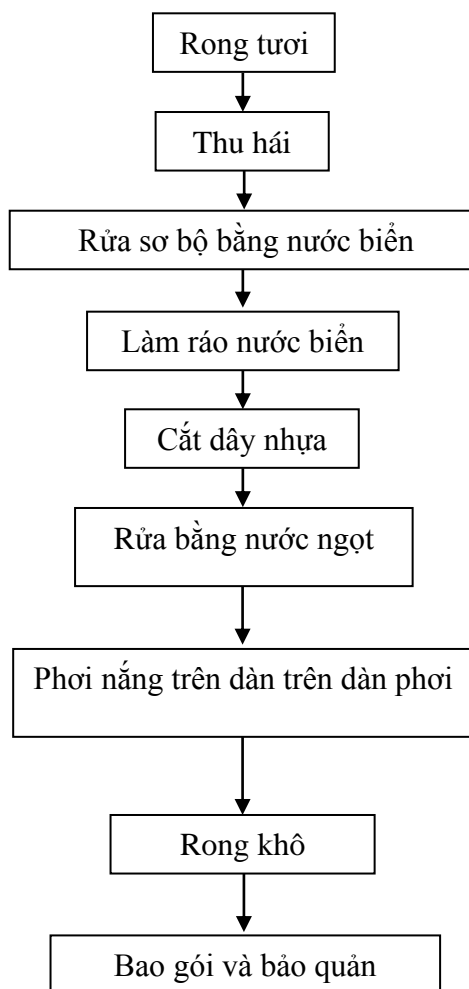 Rong tươi
Thu hái
Rửa sơ bộ bằng nước biển
Làm ráo nước biển
Cắt dây nhựa
Rửa bằng nước ngọt
Phơi nắng trên dàn trên dàn phơi
Rong khô
Bao gói và bảo quản